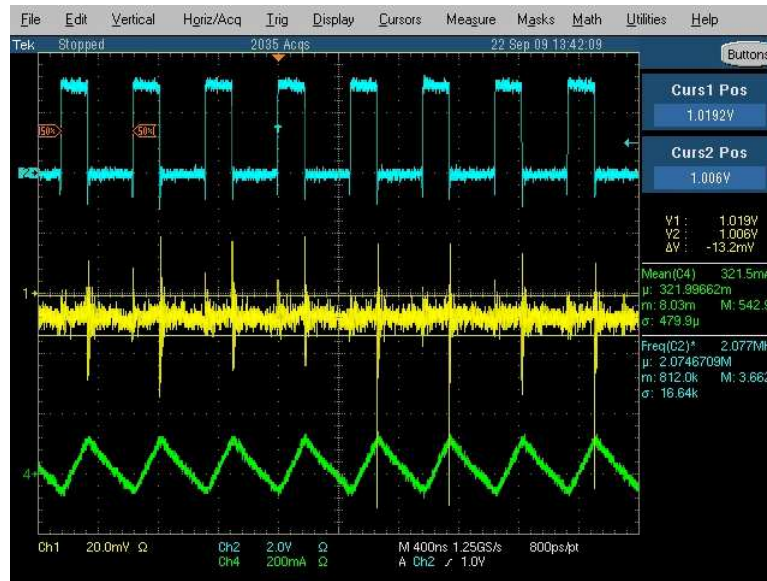 File Edit Vertical Horiz/Acq Trig Display Cursors Measure Masks Math Utilities Help
Tek Stopped 2035 Acqs 22 Sep 09 13:42:09
Buttons
Curs1 Pos
1.0192V
Curs2 Pos
1.006V
50% 50%
2
V1 : 1.019V
V2 : 1.006V
ΔV : -13.2mV
Mean(C4) 321.5mA
µ: 321.99662m
m: 8.03m M: 542.9
σ: 479.9µ
1
Freq(C2)* 2.077M
µ: 2.0746709M
m: 812.0k M: 3.662
σ: 16.64k
4
Ch1 20.0mV Ω Ch2 2.0V Ω M 400ns 1.25GS/s 800ps/pt
Ch4 200mA Ω A Ch2 ⁄ 1.0V